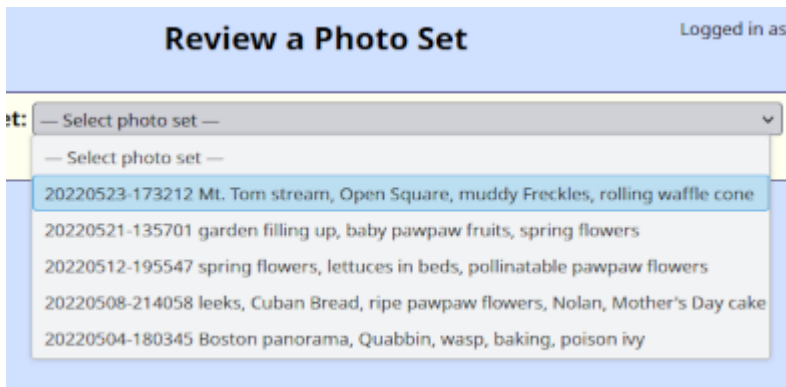 Review a Photo Set
Logged in as
et: — Select photo set —
— Select photo set —
20220523-173212 Mt. Tom stream, Open Square, muddy Freckles, rolling waffle cone
20220521-135701 garden filling up, baby pawpaw fruits, spring flowers
20220512-195547 spring flowers, lettuces in beds, pollinatable pawpaw flowers
20220508-214058 leeks, Cuban Bread, ripe pawpaw flowers, Nolan, Mother's Day cake
20220504-180345 Boston panorama, Quabbin, wasp, baking, poison ivy